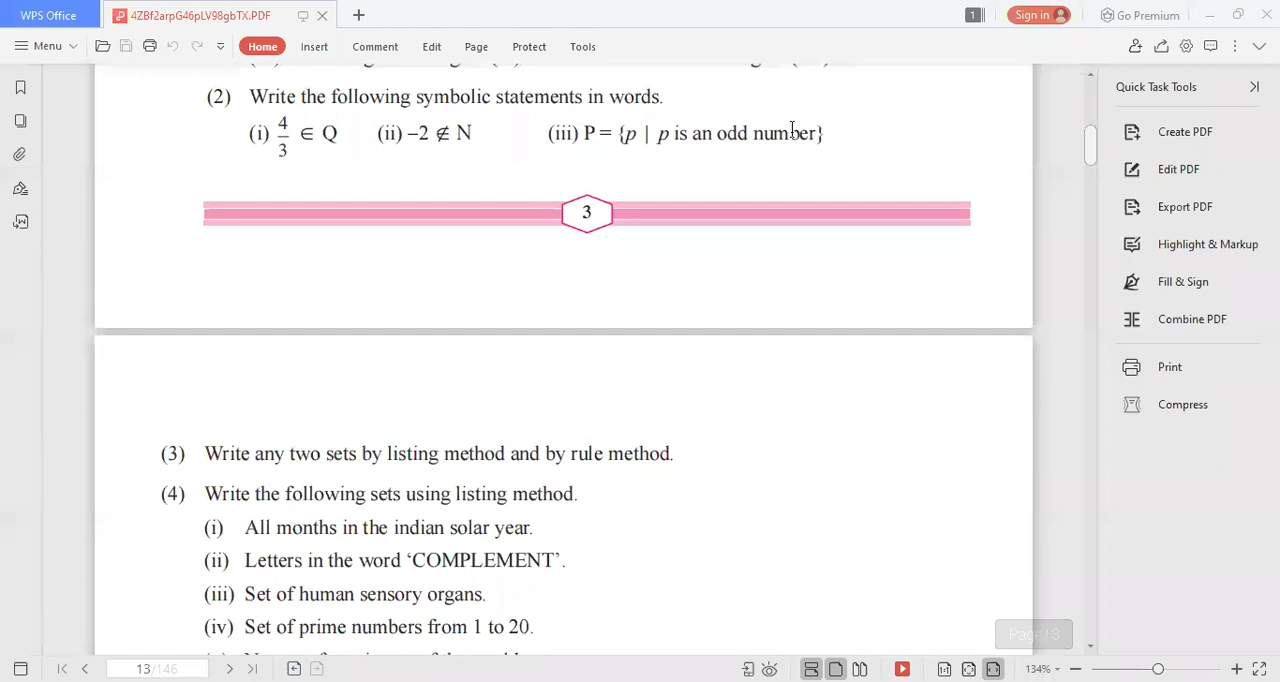 WPS Office
4ZBf2arpG46pLV98gbTX.PDF
1
Sign in
Go Premium
Menu
Home
Insert
Comment
Edit
Page
Protect
Tools
(2) Write the following symbolic statements in words.
(i) 4/3 ∈ Q (ii) –2 ∉ N (iii) P = {p | p is an odd number}
3
(3) Write any two sets by listing method and by rule method.
(4) Write the following sets using listing method.
(i) All months in the indian solar year.
(ii) Letters in the word ‘COMPLEMENT’.
(iii) Set of human sensory organs.
(iv) Set of prime numbers from 1 to 20.
Quick Task Tools
Create PDF
Edit PDF
Export PDF
Highlight & Markup
Fill & Sign
Combine PDF
Print
Compress
Page 13
13/146
134%